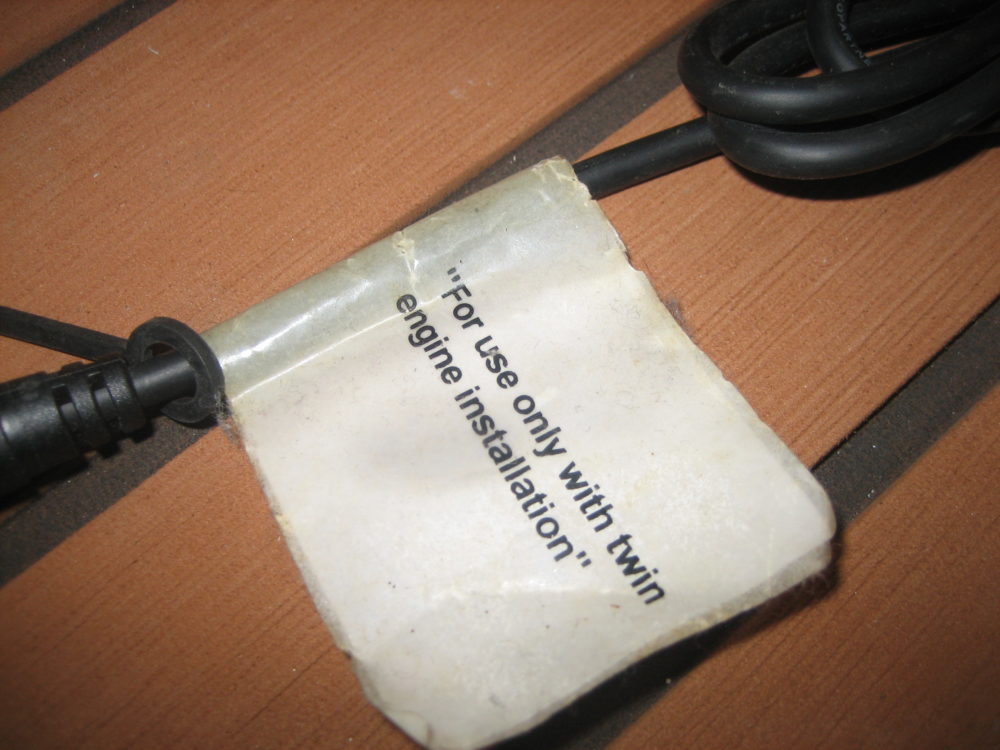 "For use only with twin
engine installation"